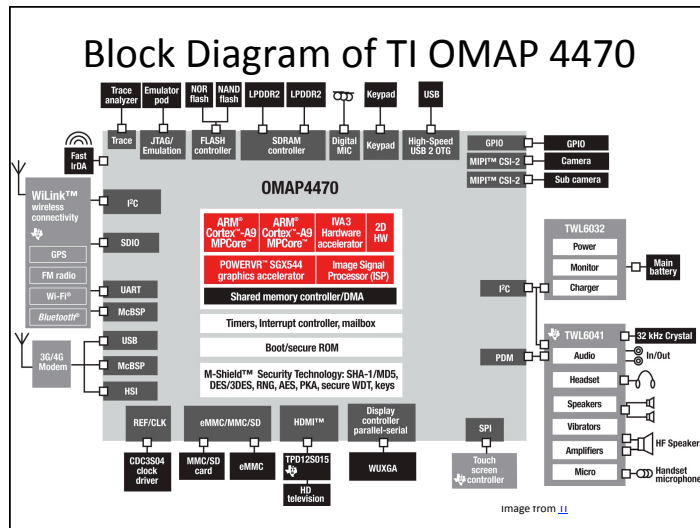 Block Diagram of TI OMAP 4470
Trace
analyzer
Emulator
pod
NOR
flash
NAND
flash
LPDDR2
LPDDR2
Keypad
USB
Trace
JTAG/
Emulation
FLASH
controller
SDRAM
controller
Digital
MIC
Keypad
High-Speed
USB 2 OTG
GPIO
GPIO
MIPI™ CSI-2
Camera
MIPI™ CSI-2
Sub camera
Fast
IrDA
OMAP4470
WiLink™
wireless
connectivity
GPS
FM radio
Wi-Fi®
Bluetooth®
I²C
SDIO
UART
McBSP
3G/4G
Modem
USB
McBSP
HSI
ARM®
Cortex™-A9
MPCore™
ARM®
Cortex™-A9
MPCore™
IVA3
Hardware
accelerator
2D
HW
POWERVR™ SGX544
graphics accelerator
Image Signal
Processor (ISP)
Shared memory controller/DMA
Timers, Interrupt controller, mailbox
Boot/secure ROM
M-Shield™ Security Technology: SHA-1/MD5,
DES/3DES, RNG, AES, PKA, secure WDT, keys
I²C
PDM
TWL6032
Power
Monitor
Charger
Main
battery
TWL6041
32 kHz Crystal
Audio
In/Out
Headset
Speakers
Vibrators
Amplifiers
HF Speakers
Micro
Handset
microphone
REF/CLK
eMMC/MMC/SD
HDMI™
Display
controller
parallel-serial
SPI
CDC3S04
clock
driver
MMC/SD
card
eMMC
TPD12S015
HD
television
WUXGA
Touch
screen
controller
Image from TI